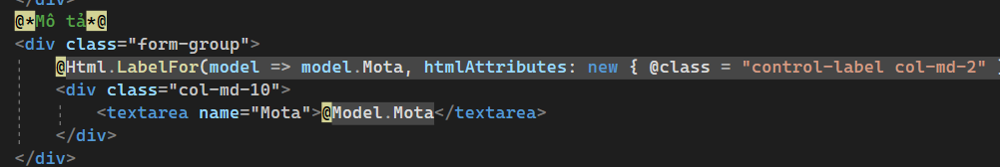 @*Mô tả*@
<div class="form-group">
@Html.LabelFor(model => model.Mota, htmlAttributes: new { @class = "control-label col-md-2" }
<div class="col-md-10">
<textarea name="Mota">@Model.Mota</textarea>
</div>
</div>